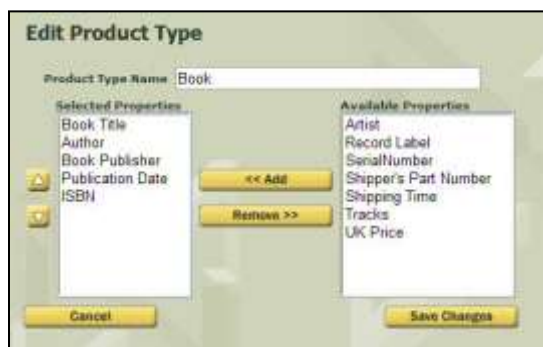 Edit Product Type
Product Type Name Book
Selected Properties
Book Title
Author
Book Publisher
Publication Date
ISBN
<< Add
Remove >>
Available Properties
Artist
Record Label
SerialNumber
Shipper's Part Number
Shipping Time
Tracks
UK Price
Cancel
Save Changes